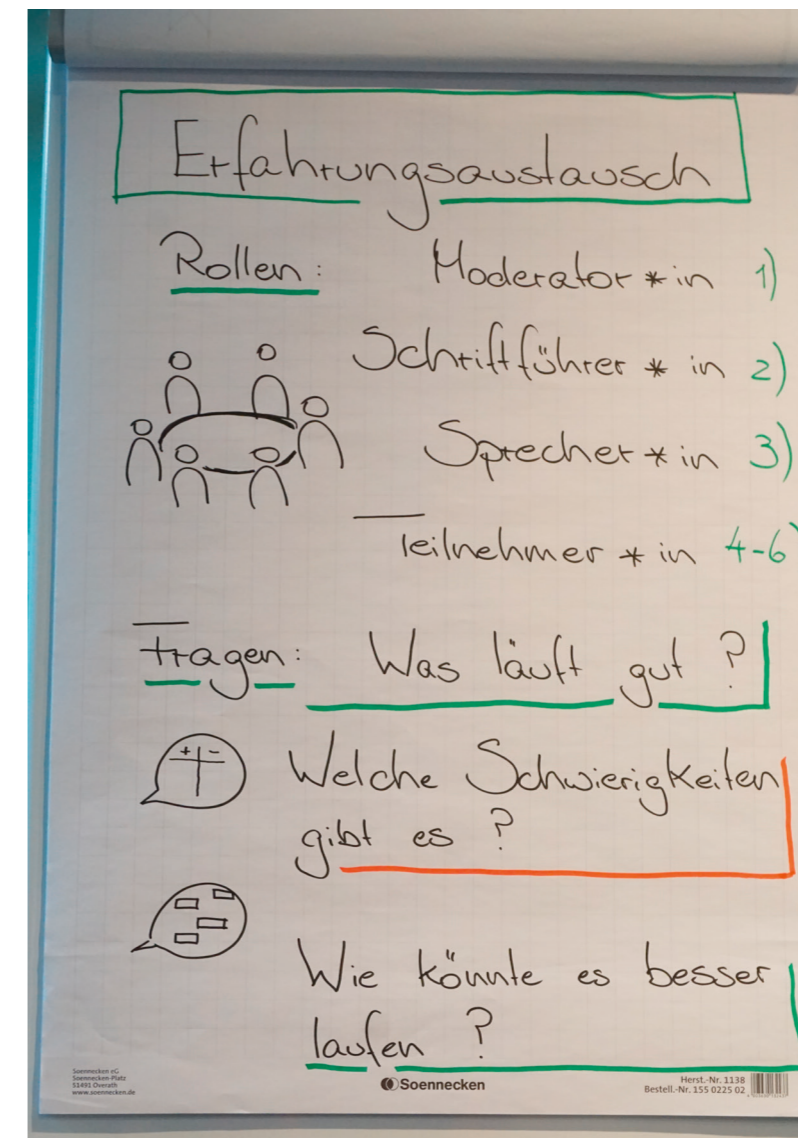 Erfahrungsaustausch
Rollen: Moderator*in 1)
Schriftführer*in 2)
Sprecher*in 3)
Teilnehmer*in 4-6)
Fragen: Was läuft gut?
+ -
Welche Schwierigkeiten
gibt es?
Wie könnte es besser
laufen?
Soennecken eG
Soennecken-Platz
51491 Overath
www.soennecken.de
Soennecken
Herst.-Nr. 1138
Bestell.-Nr. 155 0225 02